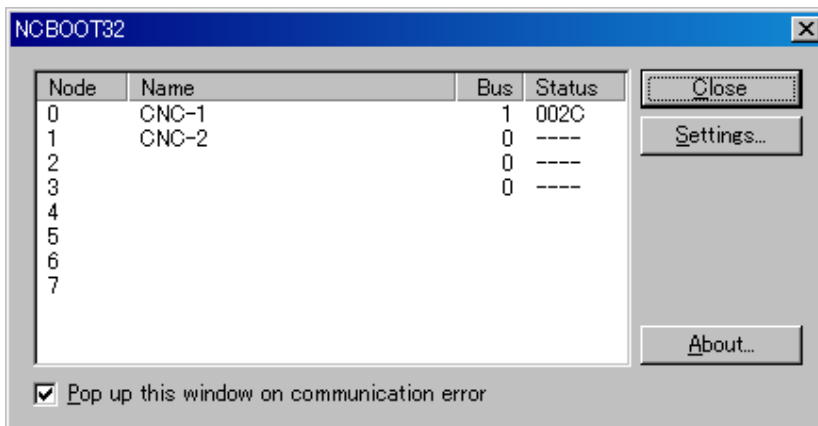 NCBOOT32
Node Name Bus Status
0 CNC-1 1 002C
1 CNC-2 0 ----
2 0 ----
3 0 ----
4
5
6
7
Close
Settings...
About...
Pop up this window on communication error